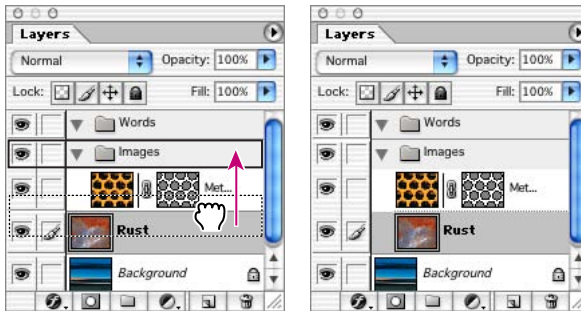 Layers
Normal Opacity: 100%
Lock: Fill: 100%
Words
Images
Met...
Rust
Background
Layers
Normal Opacity: 100%
Lock: Fill: 100%
Words
Images
Met...
Rust
Background